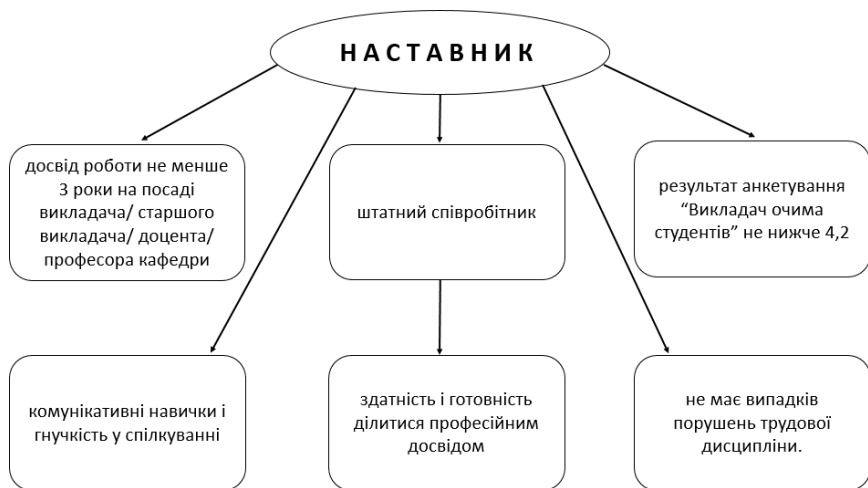 НАСТАВНИК
досвід роботи не менше
3 роки на посаді
викладача/ старшого
викладача/ доцента/
професора кафедри
штатний співробітник
результат анкетування
“Викладач очима
студентів” не нижче 4,2
комунікативні навички і
гнучкість у спілкуванні
здатність і готовність
ділитися професійним
досвідом
не має випадків
порушень трудової
дисципліни.